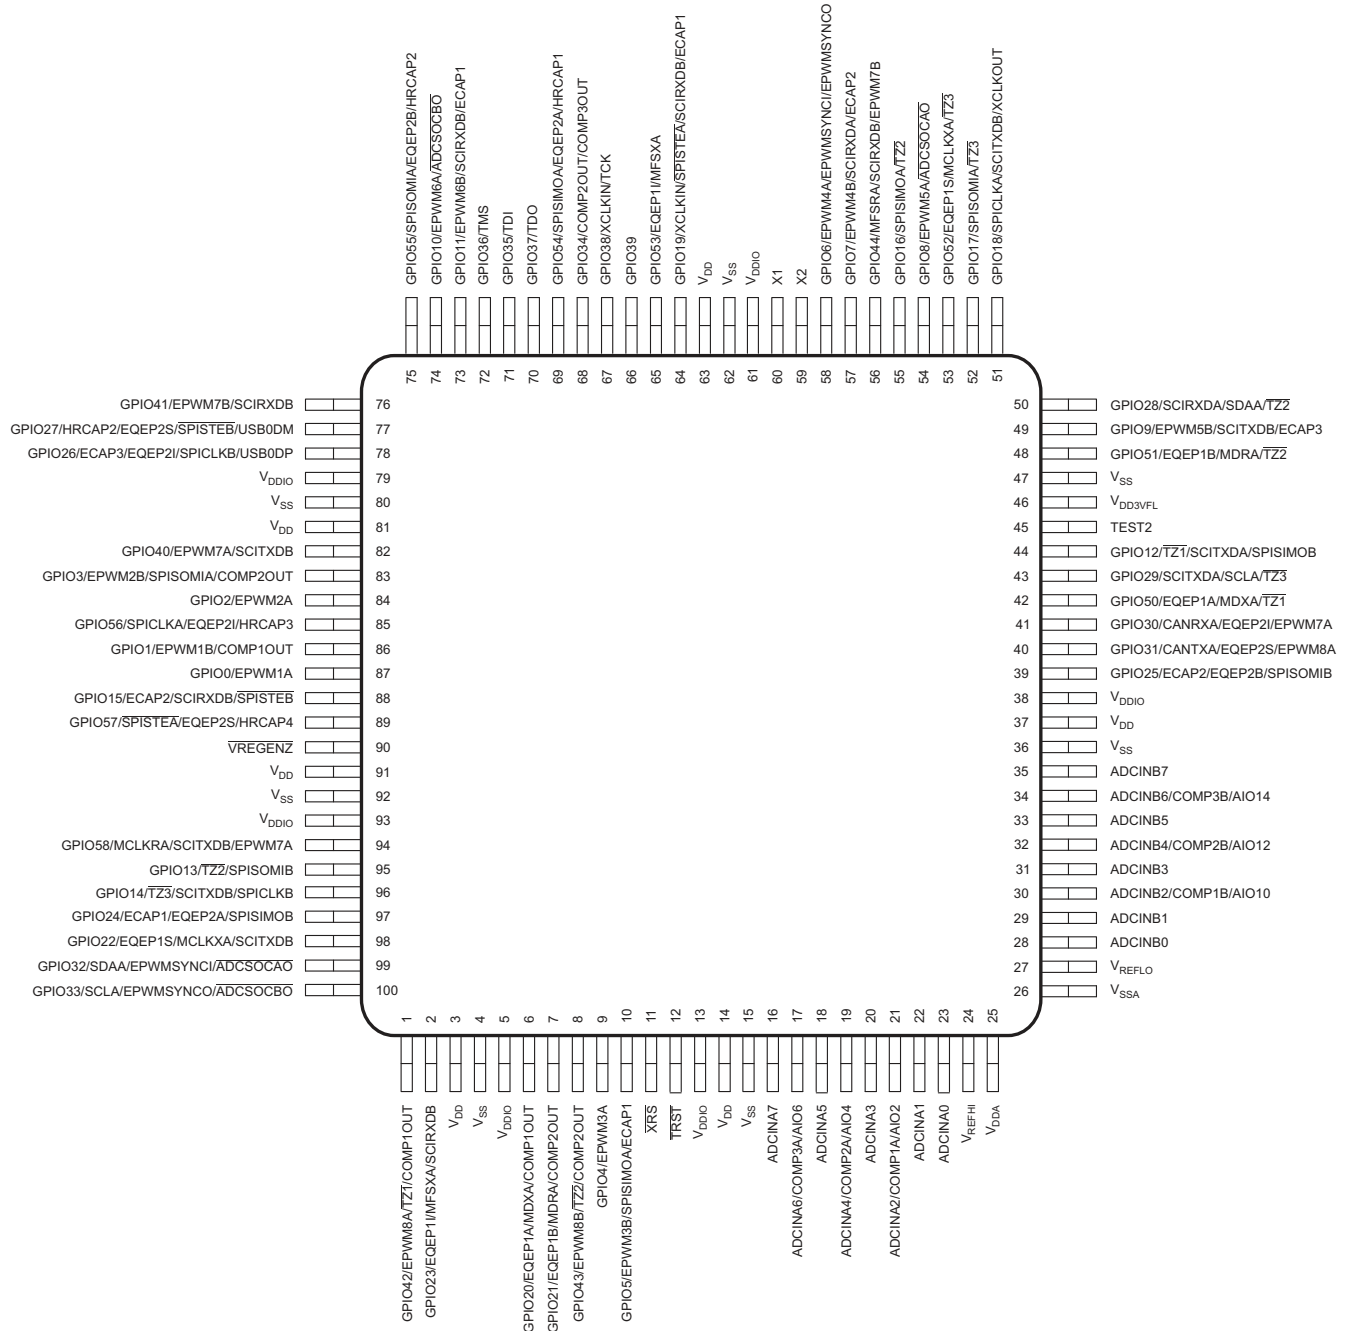 GPIO55/SPISOMIA/EQEP2B/HRCAP2
GPIO10/EPWM6A/ADCSOCBO
GPIO11/EPWM6B/SCIRXDB/ECAP1
GPIO36/TMS
GPIO35/TDI
GPIO37/TDO
GPIO54/SPISIMOA/EQEP2A/HRCAP1
GPIO34/COMP2OUT/COMP3OUT
GPIO38/XCLKIN/TCK
GPIO39
GPIO53/EQEP1I/MFSXA
GPIO19/XCLKIN/SPISTEA/SCIRXDB/ECAP1
VDD
VSS
VDDIO
X1
X2
GPIO6/EPWM4A/EPWMSYNCI/EPWMSYNCO
GPIO7/EPWM4B/SCIRXDA/ECAP2
GPIO44/MFSRA/SCIRXDB/EPWM7B
GPIO16/SPISIMOA/TZ2
GPIO8/EPWM5A/ADCSOCAO
GPIO52/EQEP1S/MCLKXA/TZ3
GPIO17/SPISOMIA/TZ3
GPIO18/SPICLKA/SCITXDB/XCLKOUT
75
74
73
72
71
70
69
68
67
66
65
64
63
62
61
60
59
58
57
56
55
54
53
52
51
GPIO41/EPWM7B/SCIRXDB 76
GPIO27/HRCAP2/EQEP2S/SPISTEB/USB0DM 77
GPIO26/ECAP3/EQEP2I/SPICLKB/USB0DP 78
VDDIO 79
VSS 80
VDD 81
GPIO40/EPWM7A/SCITXDB 82
GPIO3/EPWM2B/SPISOMIA/COMP2OUT 83
GPIO2/EPWM2A 84
GPIO56/SPICLKA/EQEP2I/HRCAP3 85
GPIO1/EPWM1B/COMP1OUT 86
GPIO0/EPWM1A 87
GPIO15/ECAP2/SCIRXDB/SPISTEB 88
GPIO57/SPISTEA/EQEP2S/HRCAP4 89
VREGENZ 90
VDD 91
VSS 92
VDDIO 93
GPIO58/MCLKRA/SCITXDB/EPWM7A 94
GPIO13/TZ2/SPISOMIB 95
GPIO14/TZ3/SCITXDB/SPICLKB 96
GPIO24/ECAP1/EQEP2A/SPISIMOB 97
GPIO22/EQEP1S/MCLKXA/SCITXDB 98
GPIO32/SDAA/EPWMSYNCI/ADCSOCAO 99
GPIO33/SCLA/EPWMSYNCO/ADCSOCBO 100
50 GPIO28/SCIRXDA/SDAA/TZ2
49 GPIO9/EPWM5B/SCITXDB/ECAP3
48 GPIO51/EQEP1B/MDRA/TZ2
47 VSS
46 VDD3VFL
45 TEST2
44 GPIO12/TZ1/SCITXDA/SPISIMOB
43 GPIO29/SCITXDA/SCLA/TZ3
42 GPIO50/EQEP1A/MDXA/TZ1
41 GPIO30/CANRXA/EQEP2I/EPWM7A
40 GPIO31/CANTXA/EQEP2S/EPWM8A
39 GPIO25/ECAP2/EQEP2B/SPISOMIB
38 VDDIO
37 VDD
36 VSS
35 ADCINB7
34 ADCINB6/COMP3B/AIO14
33 ADCINB5
32 ADCINB4/COMP2B/AIO12
31 ADCINB3
30 ADCINB2/COMP1B/AIO10
29 ADCINB1
28 ADCINB0
27 VREFLO
26 VSSA
1
2
3
4
5
6
7
8
9
10
11
12
13
14
15
16
17
18
19
20
21
22
23
24
25
GPIO42/EPWM8A/TZ1/COMP1OUT
GPIO23/EQEP1I/MFSXA/SCIRXDB
VDD
VSS
VDDIO
GPIO20/EQEP1A/MDXA/COMP1OUT
GPIO21/EQEP1B/MDRA/COMP2OUT
GPIO43/EPWM8B/TZ2/COMP2OUT
GPIO4/EPWM3A
GPIO5/EPWM3B/SPISIMOA/ECAP1
XRS
TRST
VDDIO
VDD
VSS
ADCINA7
ADCINA6/COMP3A/AIO6
ADCINA5
ADCINA4/COMP2A/AIO4
ADCINA3
ADCINA2/COMP1A/AIO2
ADCINA1
ADCINA0
VREFHI
VDDA